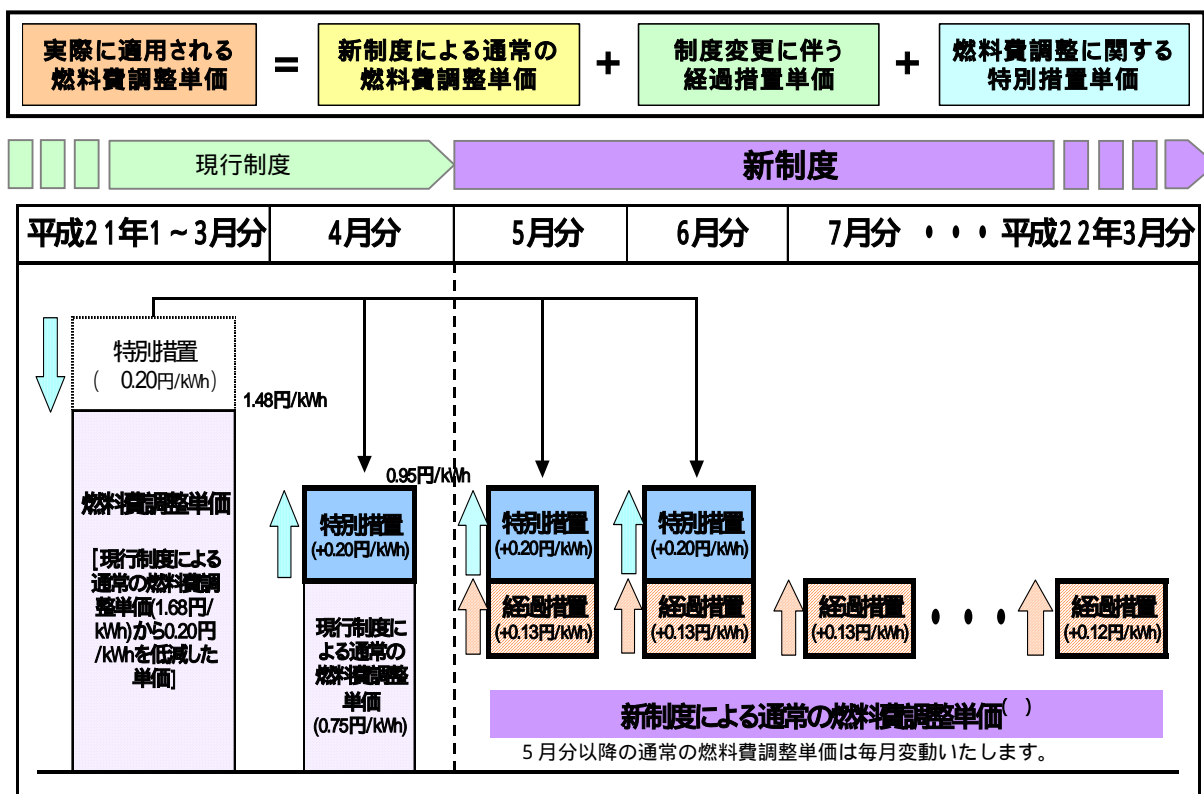 実際に適用される
燃料費調整単価
=
新制度による通常の
燃料費調整単価
+
制度変更に伴う
経過措置単価
+
燃料費調整に関する
特別措置単価
現行制度
新制度
平成21年1~3月分
4月分
5月分
6月分
7月分 ・・・ 平成22年3月分
特別措置
( 0.20円/kWh)
1.48円/kWh
燃料費調整単価
[現行制度による
通常の燃料費調
整単価(1.68円/
kWh)から0.20円
/kWhを低減した
単価]
0.95円/kWh
特別措置
(+0.20円/kWh)
現行制度に
よる通常の
燃料費調整
単価
(0.75円/kWh)
特別措置
(+0.20円/kWh)
経過措置
(+0.13円/kWh)
特別措置
(+0.20円/kWh)
経過措置
(+0.13円/kWh)
経過措置
(+0.13円/kWh)
・・・
経過措置
(+0.12円/kWh)
新制度による通常の燃料費調整単価( )
5月分以降の通常の燃料費調整単価は毎月変動いたします。